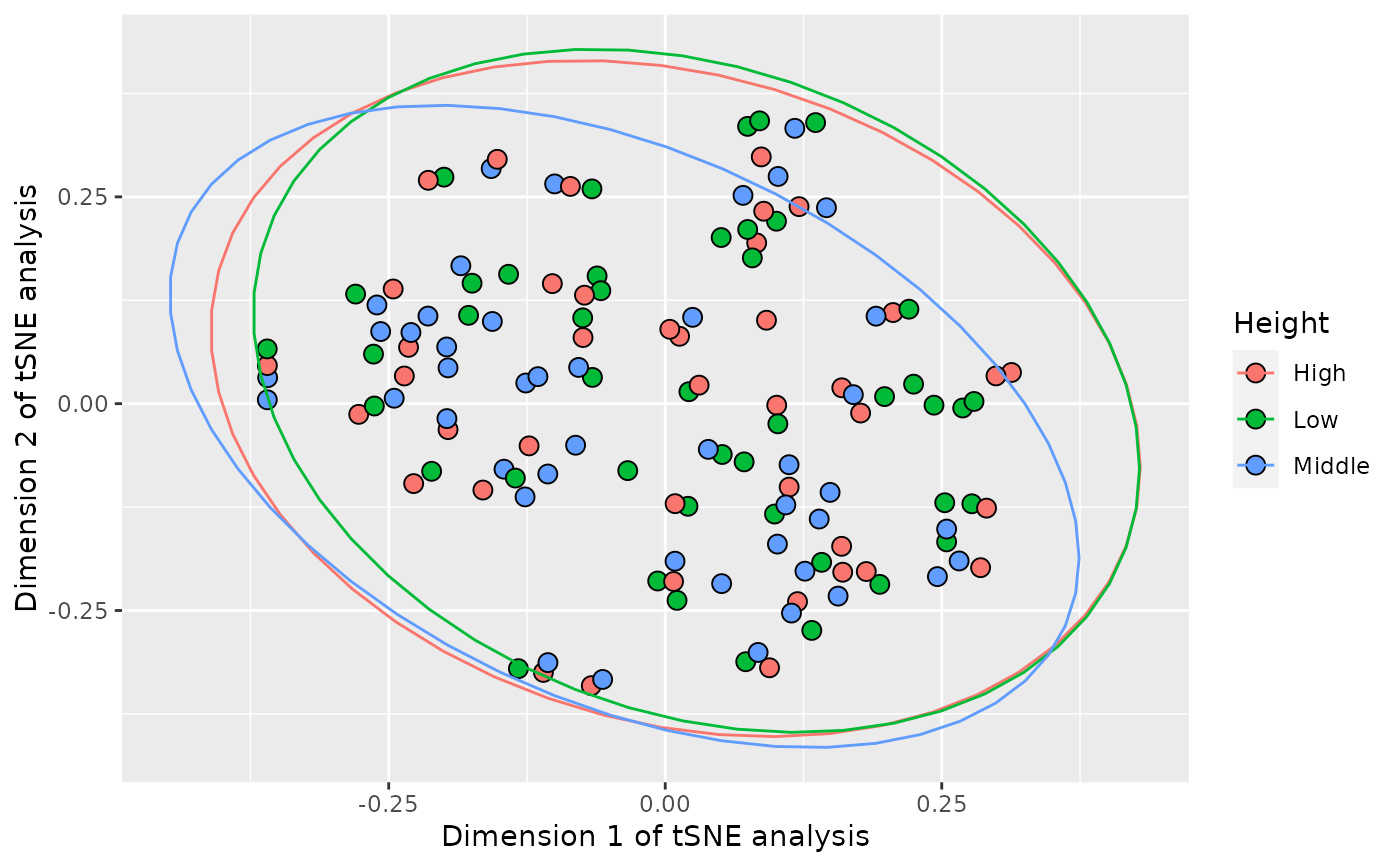 0.25
0.00
-0.25
Dimension 2 of tSNE analysis
-0.25
0.00
0.25
Dimension 1 of tSNE analysis
Height
High
Low
Middle